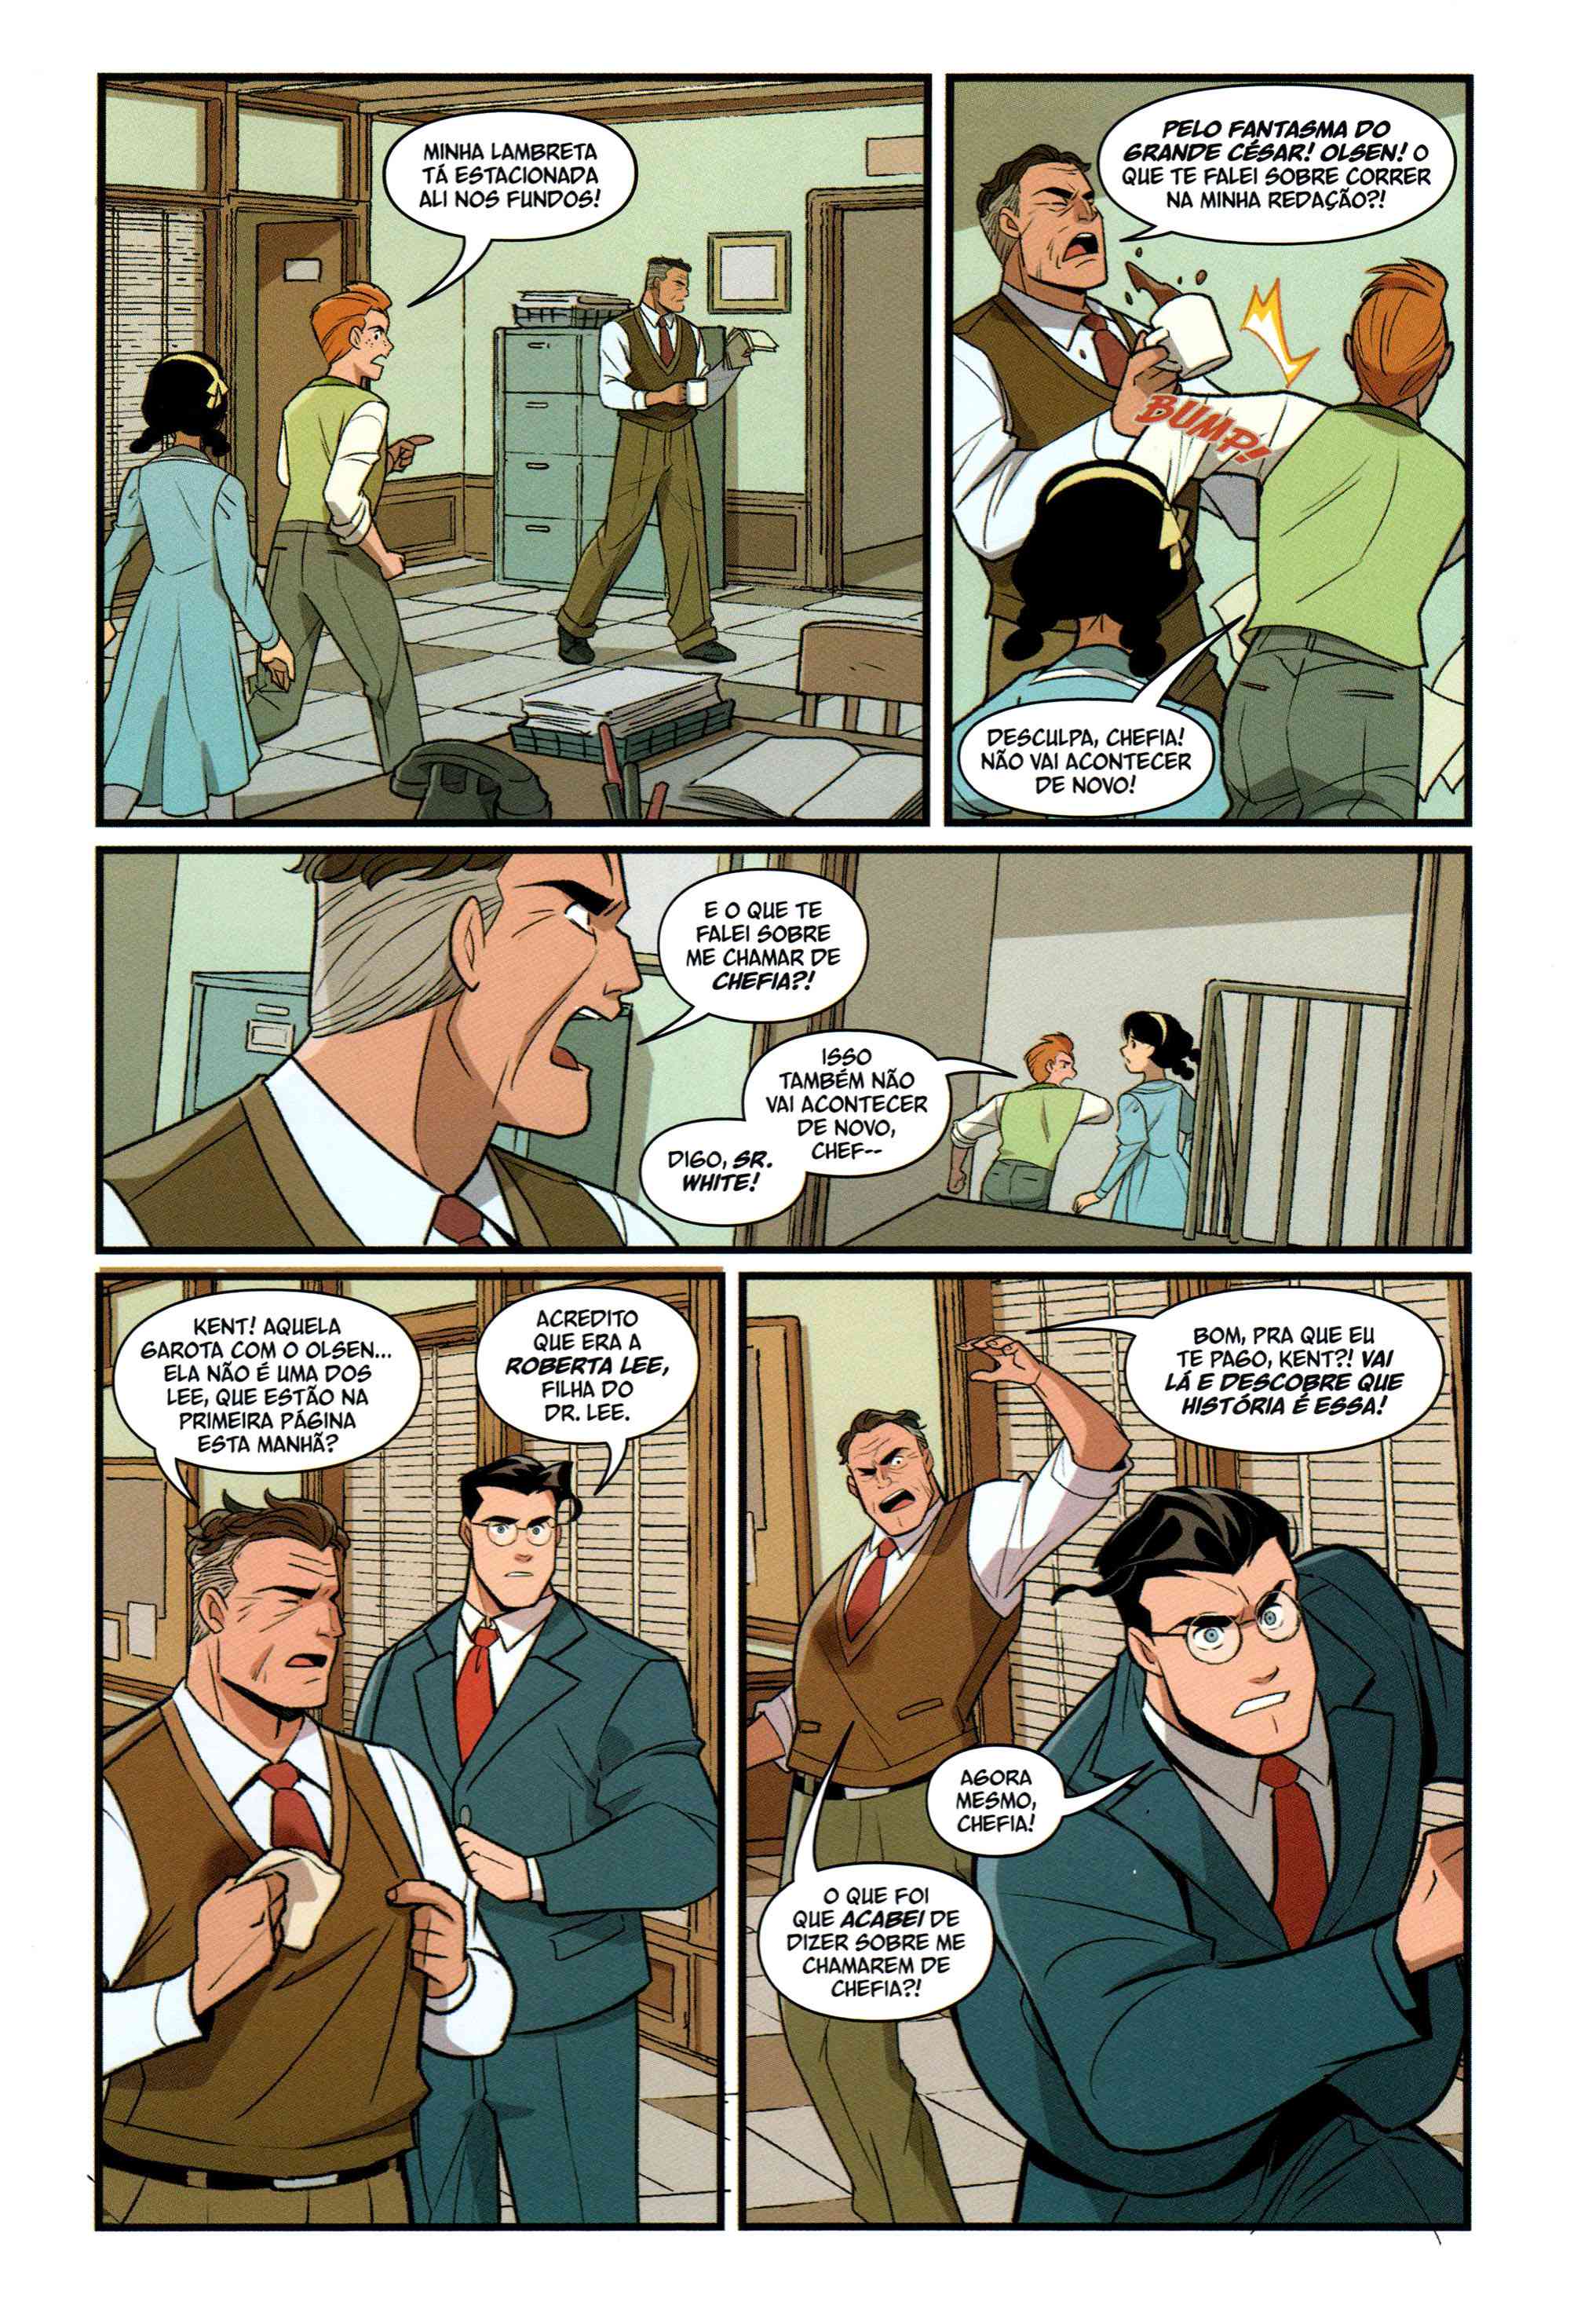 MINHA LAMBRETA
TÁ ESTACIONADA
ALI NOS FUNDOS!
PELO FANTASMA DO
GRANDE CÉSAR! OLSEN! O
QUE TE FALEI SOBRE CORRER
NA MINHA REDAÇÃO?!
BUMP!
DESCULPA, CHEFIA!
NÃO VAI ACONTECER
DE NOVO!
E O QUE TE
FALEI SOBRE
ME CHAMAR DE
CHEFIA?!
ISSO
TAMBÉM NÃO
VAI ACONTECER
DE NOVO,
CHEF--
DIGO, SR.
WHITE!
KENT! AQUELA
GAROTA COM O OLSEN...
ELA NÃO É UMA DOS
LEE, QUE ESTÃO NA
PRIMEIRA PÁGINA
ESTA MANHÃ?
ACREDITO
QUE ERA A
ROBERTA LEE,
FILHA DO
DR. LEE.
BOM, PRA QUE EU
TE PAGO, KENT?! VAI
LÁ E DESCOBRE QUE
HISTÓRIA É ESSA!
AGORA
MESMO,
CHEFIA!
O QUE FOI
QUE ACABEI DE
DIZER SOBRE ME
CHAMAREM DE
CHEFIA?!